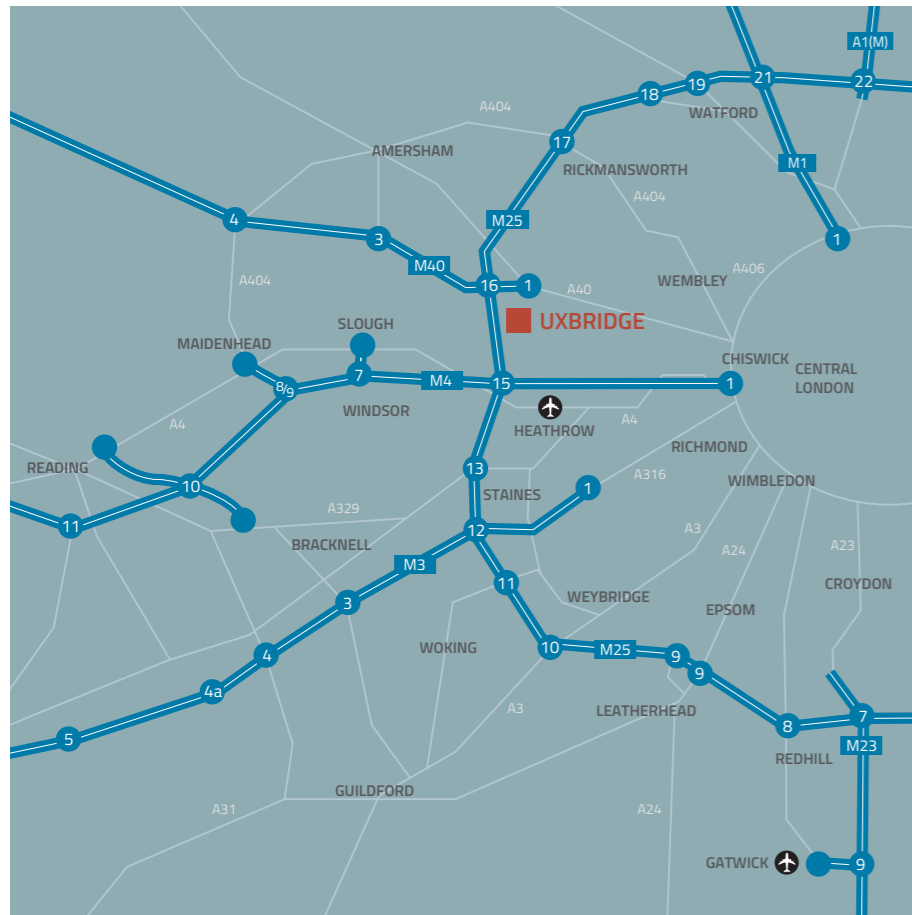 A1(M)
21
22
19
18
A404
WATFORD
17
AMERSHAM
M1
RICKMANSWORTH
A404
4
M25
3
1
M40
A406
A404
16
1
A40
WEMBLEY
UXBRIDGE
SLOUGH
MAIDENHEAD
CHISWICK
CENTRAL
LONDON
8/9
7
M4
15
1
WINDSOR
A4
HEATHROW
A4
RICHMOND
READING
13
A316
WIMBLEDON
10
STAINES
1
A329
11
12
A3
A24
A23
BRACKNELL
M3
11
CROYDON
3
WEYBRIDGE
EPSOM
WOKING
10
M25
9
4
9
4a
LEATHERHEAD
A3
7
8
5
M23
REDHILL
GUILDFORD
A31
A24
GATWICK
9